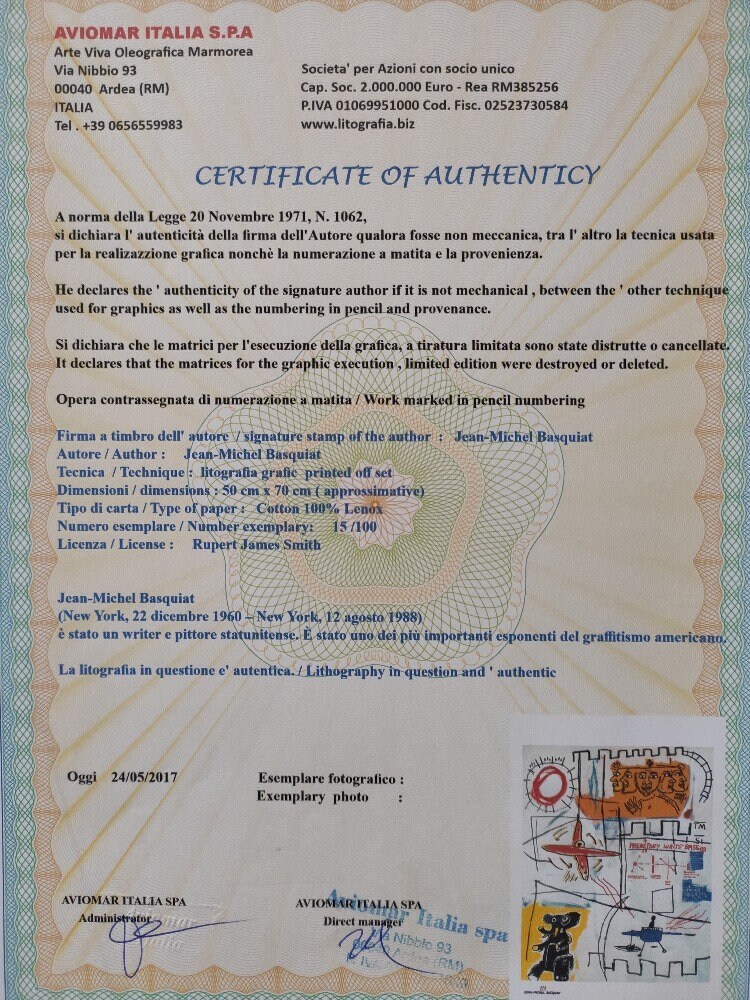 AVIOMAR ITALIA S.P.A
Arte Viva Oleografica Marmorea
Via Nibbio 93
00040 Ardea (RM)
ITALIA
Tel . +39 0656559983
Societa' per Azioni con socio unico
Cap. Soc. 2.000.000 Euro - Rea RM385256
P.IVA 01069951000 Cod. Fisc. 02523730584
www.litografia.biz
CERTIFICATE OF AUTHENTICY
A norma della Legge 20 Novembre 1971, N. 1062,
si dichiara l' autenticità della firma dell'Autore qualora fosse non meccanica, tra l' altro la tecnica usata
per la realizazzione grafica nonchè la numerazione a matita e la provenienza.
He declares the ' authenticity of the signature author if it is not mechanical , between the ' other technique
used for graphics as well as the numbering in pencil and provenance.
Si dichiara che le matrici per l'esecuzione della grafica, a tiratura limitata sono state distrutte o cancellate.
It declares that the matrices for the graphic execution , limited edition were destroyed or deleted.
Opera contrassegnata di numerazione a matita / Work marked in pencil numbering
Firma a timbro dell' autore / signature stamp of the author : Jean-Michel Basquiat
Autore / Author : Jean-Michel Basquiat
Tecnica / Technique : litografia grafic printed off set
Dimensioni / dimensions : 50 cm x 70 cm ( approssimative)
Tipo di carta / Type of paper : Cotton 100% Lenox
Numero esemplare / Number exemplary: 15 /100
Licenza / License : Rupert James Smith
Jean-Michel Basquiat
(New York, 22 dicembre 1960 – New York, 12 agosto 1988)
è stato un writer e pittore statunitense. È stato uno dei più importanti esponenti del graffitismo americano.
La litografia in questione e' autentica. / Lithography in question and ' authentic
Oggi 24/05/2017
Esemplare fotografico :
Exemplary photo :
TM
AVIOMAR ITALIA SPA
Administrator
AVIOMAR ITALIA SPA
Direct manager
Aviomar Italia spa
Via Nibbio 93
Ardea (RM)